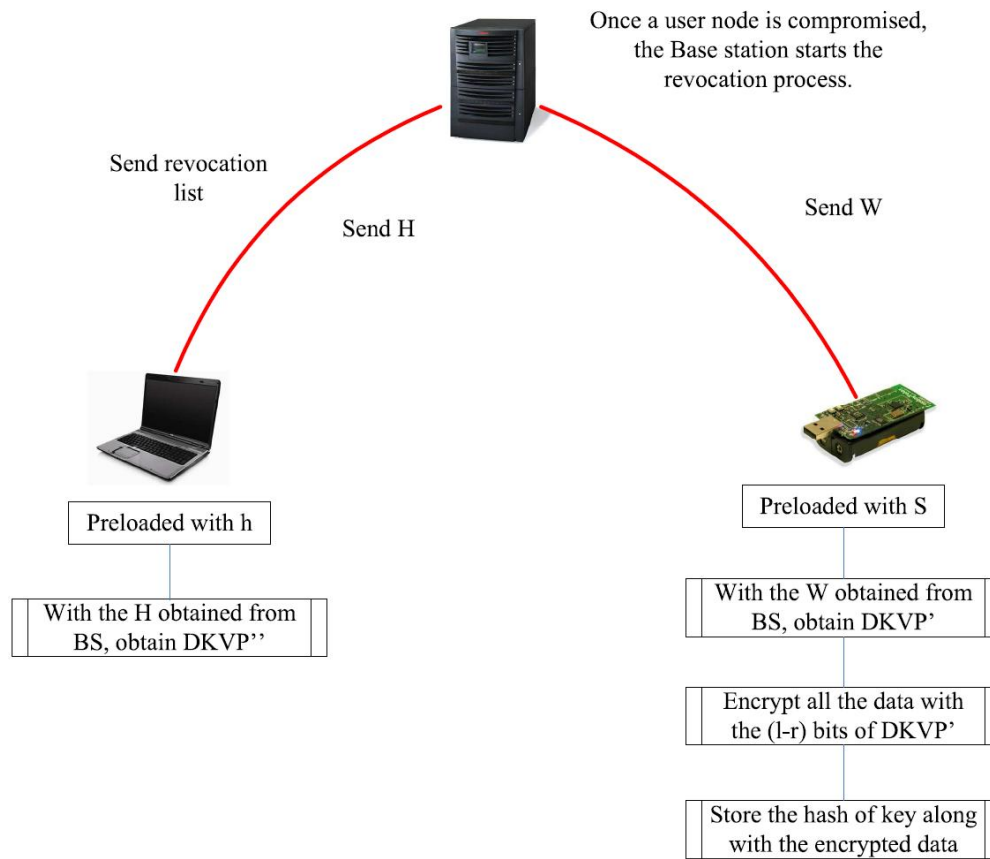 Once a user node is compromised,
the Base station starts the
revocation process.
Send revocation
list
Send H
Send W
Preloaded with h
With the H obtained from
BS, obtain DKVP’’
Preloaded with S
With the W obtained from
BS, obtain DKVP’
Encrypt all the data with
the (l-r) bits of DKVP’
Store the hash of key along
with the encrypted data